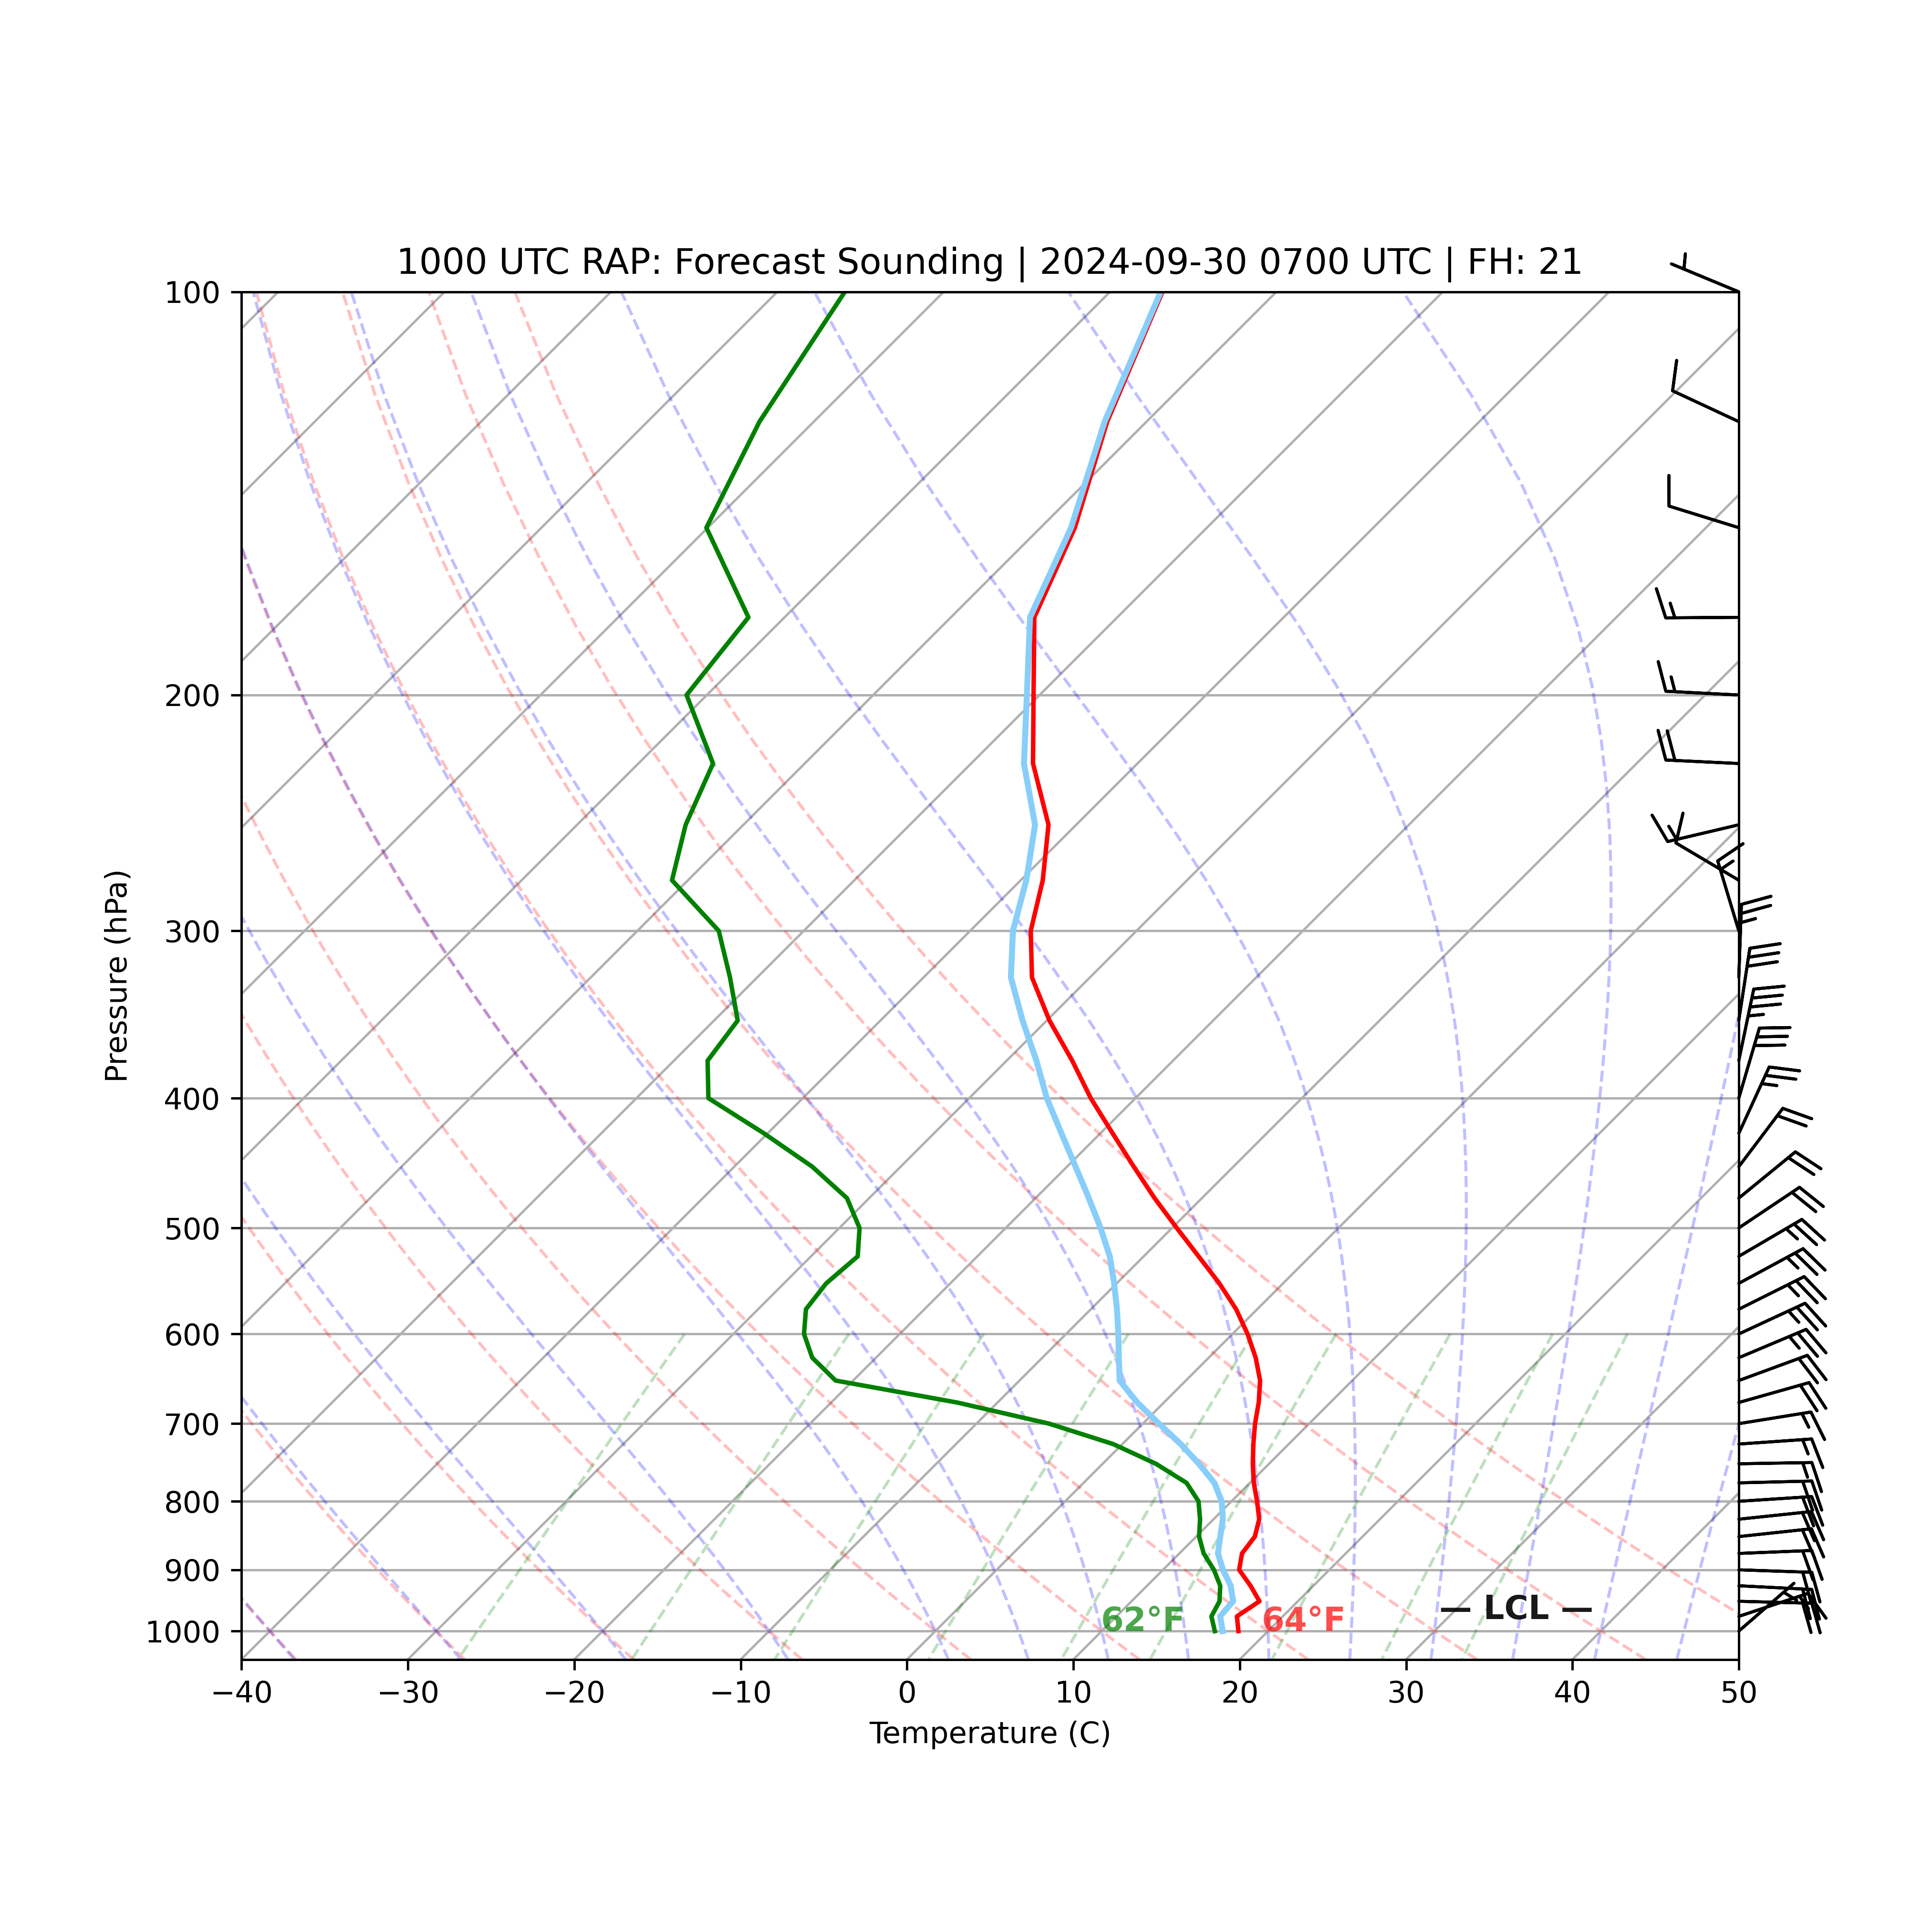 1000 UTC RAP: Forecast Sounding | 2024-09-30 0700 UTC | FH: 21
100
200
300
400
500
600
700
800
900
1000
Pressure (hPa)
62°F
64°F
— LCL —
−40 −30 −20 −10 0 10 20 30 40 50
Temperature (C)